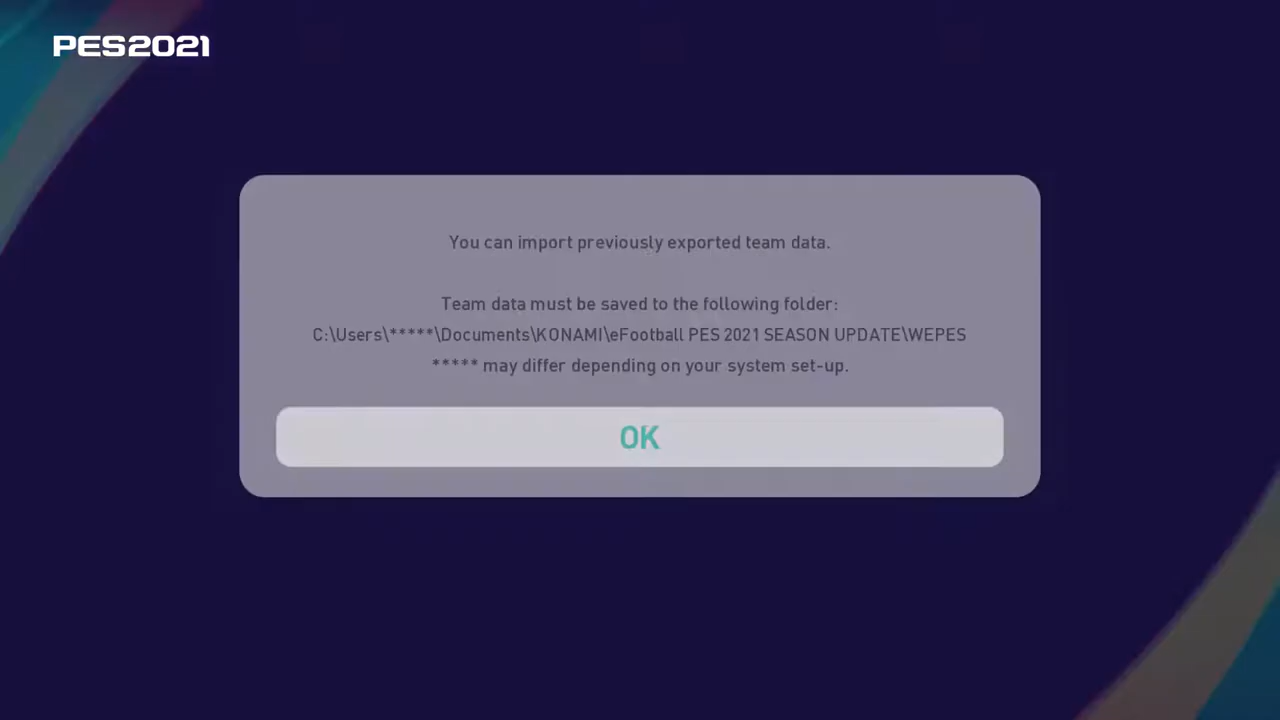 PES2021
You can import previously exported team data.
Team data must be saved to the following folder:
C:\Users\*****\Documents\KONAMI\eFootball PES 2021 SEASON UPDATE\WEPES
***** may differ depending on your system set-up.
OK